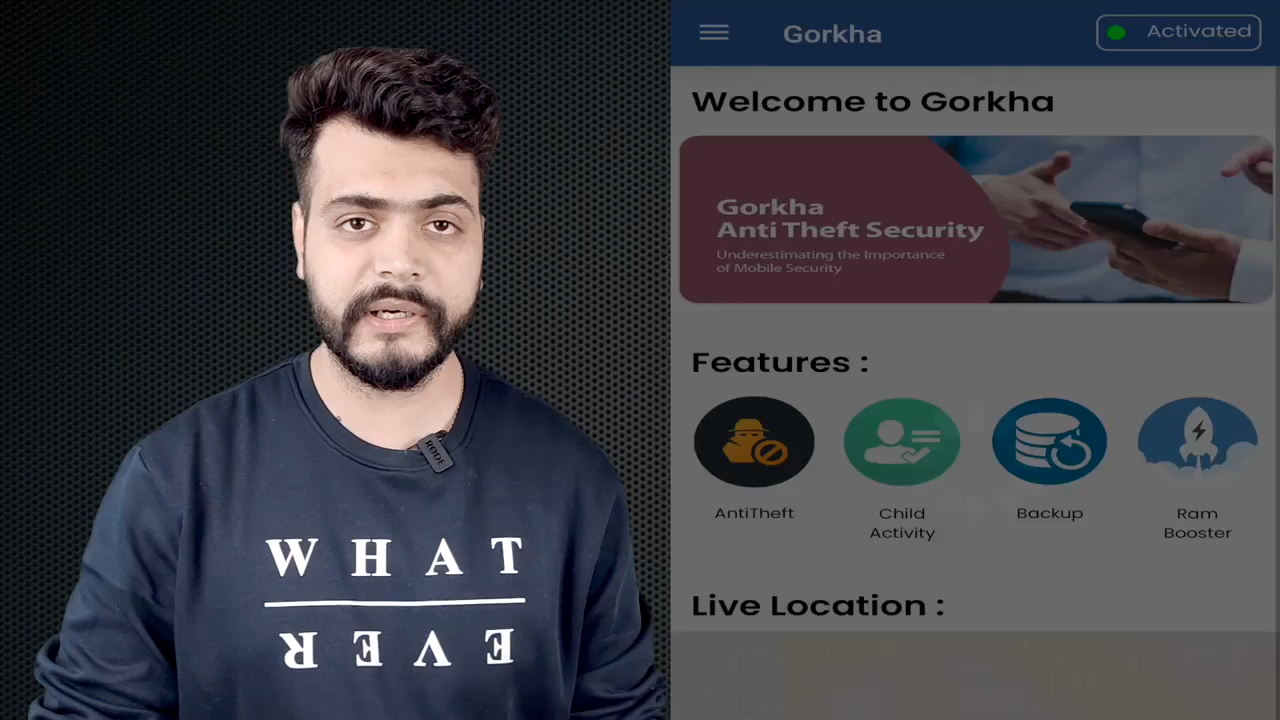 RODE
WHAT
EVER
Gorkha
Activated
Welcome to Gorkha
Gorkha
Anti Theft Security
Underestimating the Importance
of Mobile Security
Features :
AntiTheft
Child
Activity
Backup
Ram
Booster
Live Location :